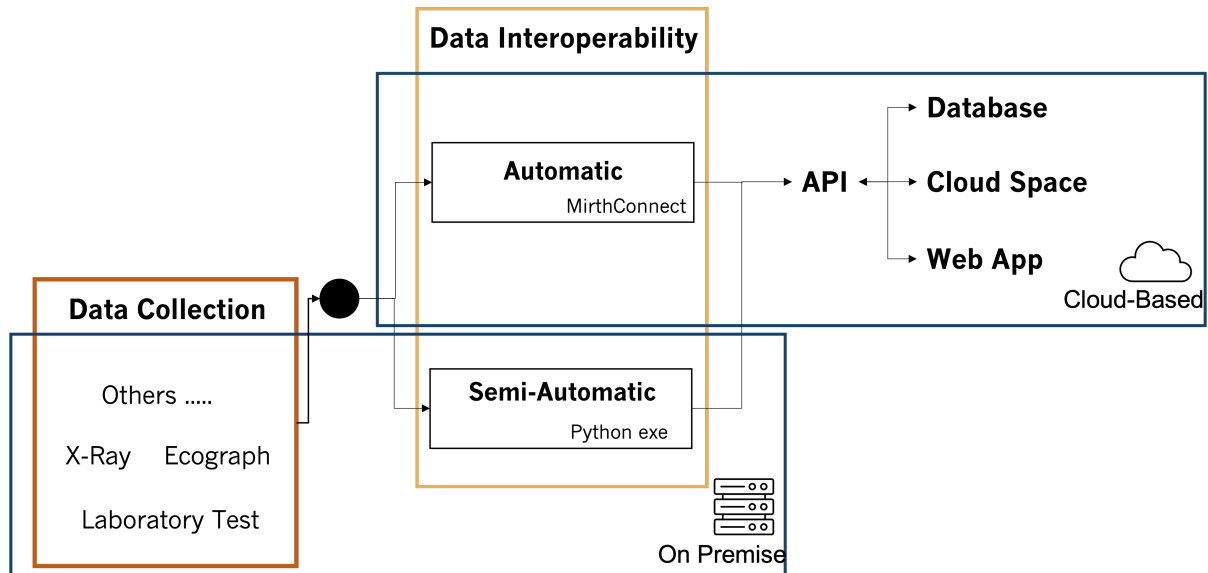 Data Interoperability
Database
Automatic
MirthConnect
API
Cloud Space
Web App
Cloud-Based
Data Collection
Others .....
X-Ray Ecograph
Laboratory Test
Semi-Automatic
Python exe
On Premise